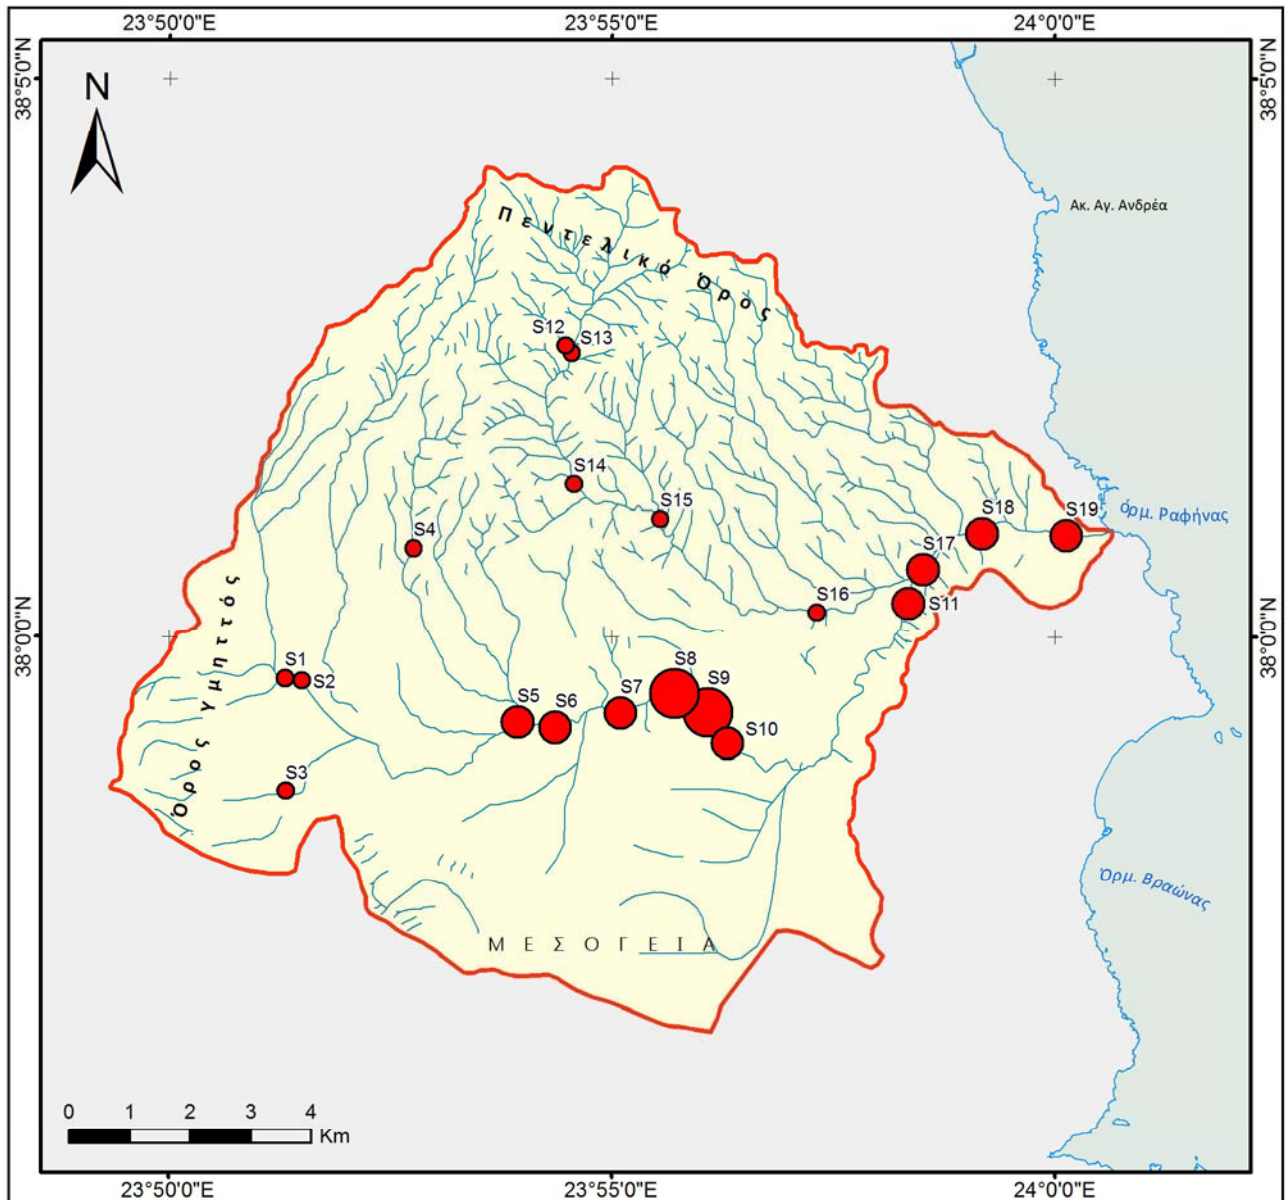 23°50'0"E 23°55'0"E 24°0'0"E
38°5'0"N 38°5'0"N
N
Ακ. Αγ. Ανδρέα
Πεντελικό Όρος
S12 S13
S14
S15
S4
S18 S19
όρμ. Ραφήνας
S17
S16 S11
38°0'0"N 38°0'0"N
Όρος Υμηττός
S1
S2
S8
S9
S7
S5 S6
S10
S3
Όρμ. Βραώνας
ΜΕΣΟΓΕΙΑ
0 1 2 3 4
Km
23°50'0"E 23°55'0"E 24°0'0"E